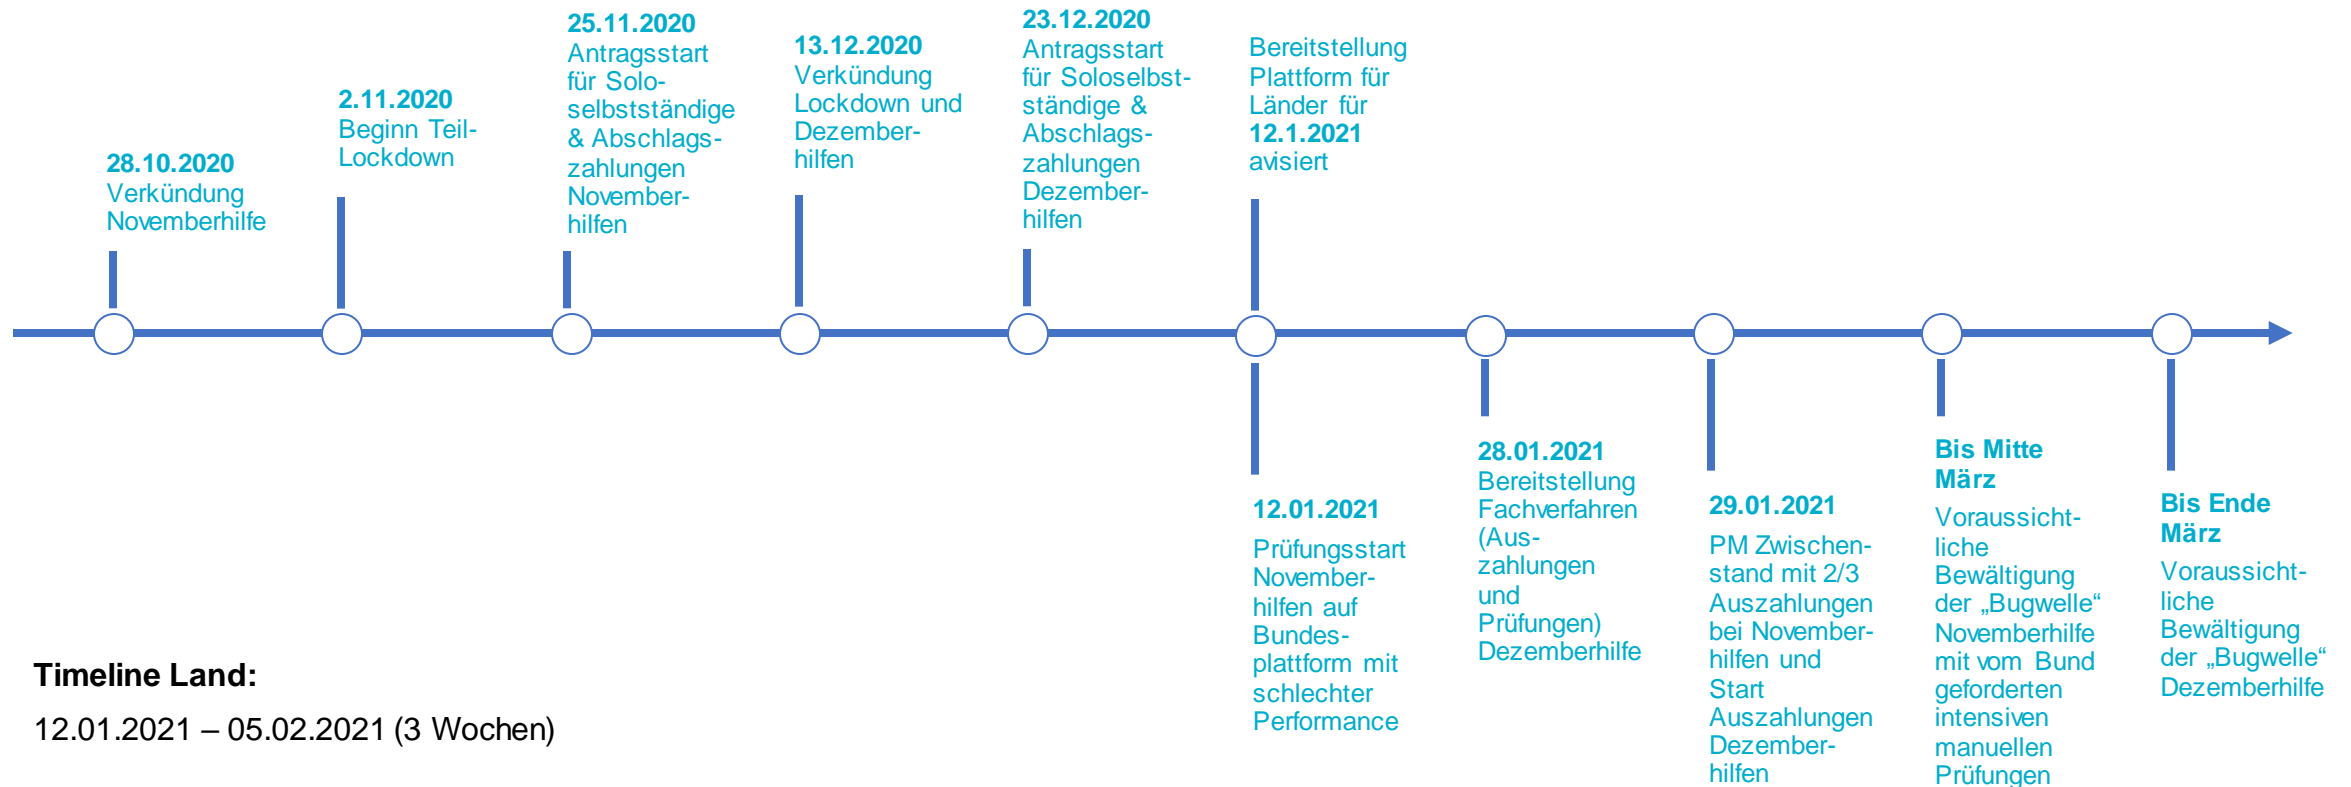 28.10.2020
Verkündung
Novemberhilfe
2.11.2020
Beginn Teil-
Lockdown
25.11.2020
Antragsstart
für Solo-
selbstständige
& Abschlags-
zahlungen
November-
hilfen
13.12.2020
Verkündung
Lockdown und
Dezember-
hilfen
23.12.2020
Antragsstart
für Soloselbst-
ständige &
Abschlags-
zahlungen
Dezember-
hilfen
Bereitstellung
Plattform für
Länder für
12.1.2021
avisiert
12.01.2021
Prüfungsstart
November-
hilfen auf
Bundes-
plattform mit
schlechter
Performance
28.01.2021
Bereitstellung
Fachverfahren
(Aus-
zahlungen
und
Prüfungen)
Dezemberhilfe
29.01.2021
PM Zwischen-
stand mit 2/3
Auszahlungen
bei November-
hilfen und
Start
Auszahlungen
Dezember-
hilfen
Bis Mitte
März
Voraussicht-
liche
Bewältigung
der „Bugwelle“
Novemberhilfe
mit vom Bund
geforderten
intensiven
manuellen
Prüfungen
Bis Ende
März
Voraussicht-
liche
Bewältigung
der „Bugwelle“
Dezemberhilfe
Timeline Land:
12.01.2021 – 05.02.2021 (3 Wochen)